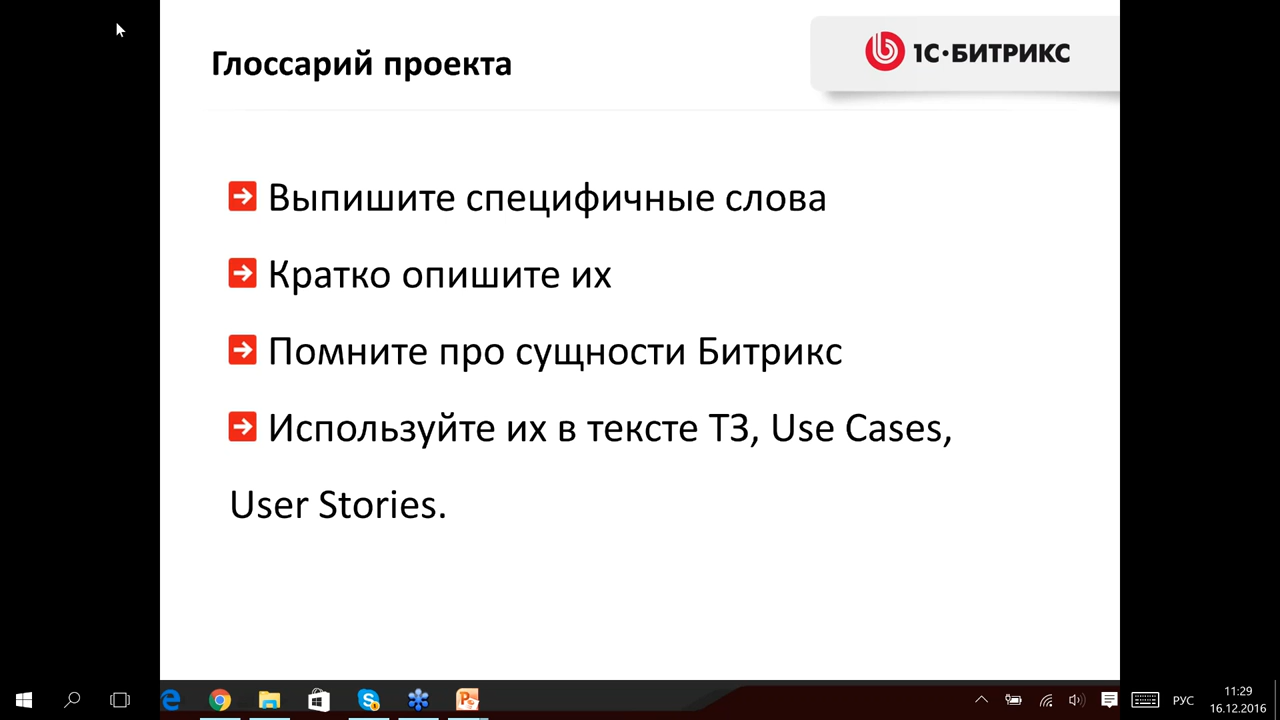 Глоссарий проекта
1С·БИТРИКС
Выпишите специфичные слова
Кратко опишите их
Помните про сущности Битрикс
Используйте их в тексте ТЗ, Use Cases,
User Stories.
РУС
11:29
16.12.2016